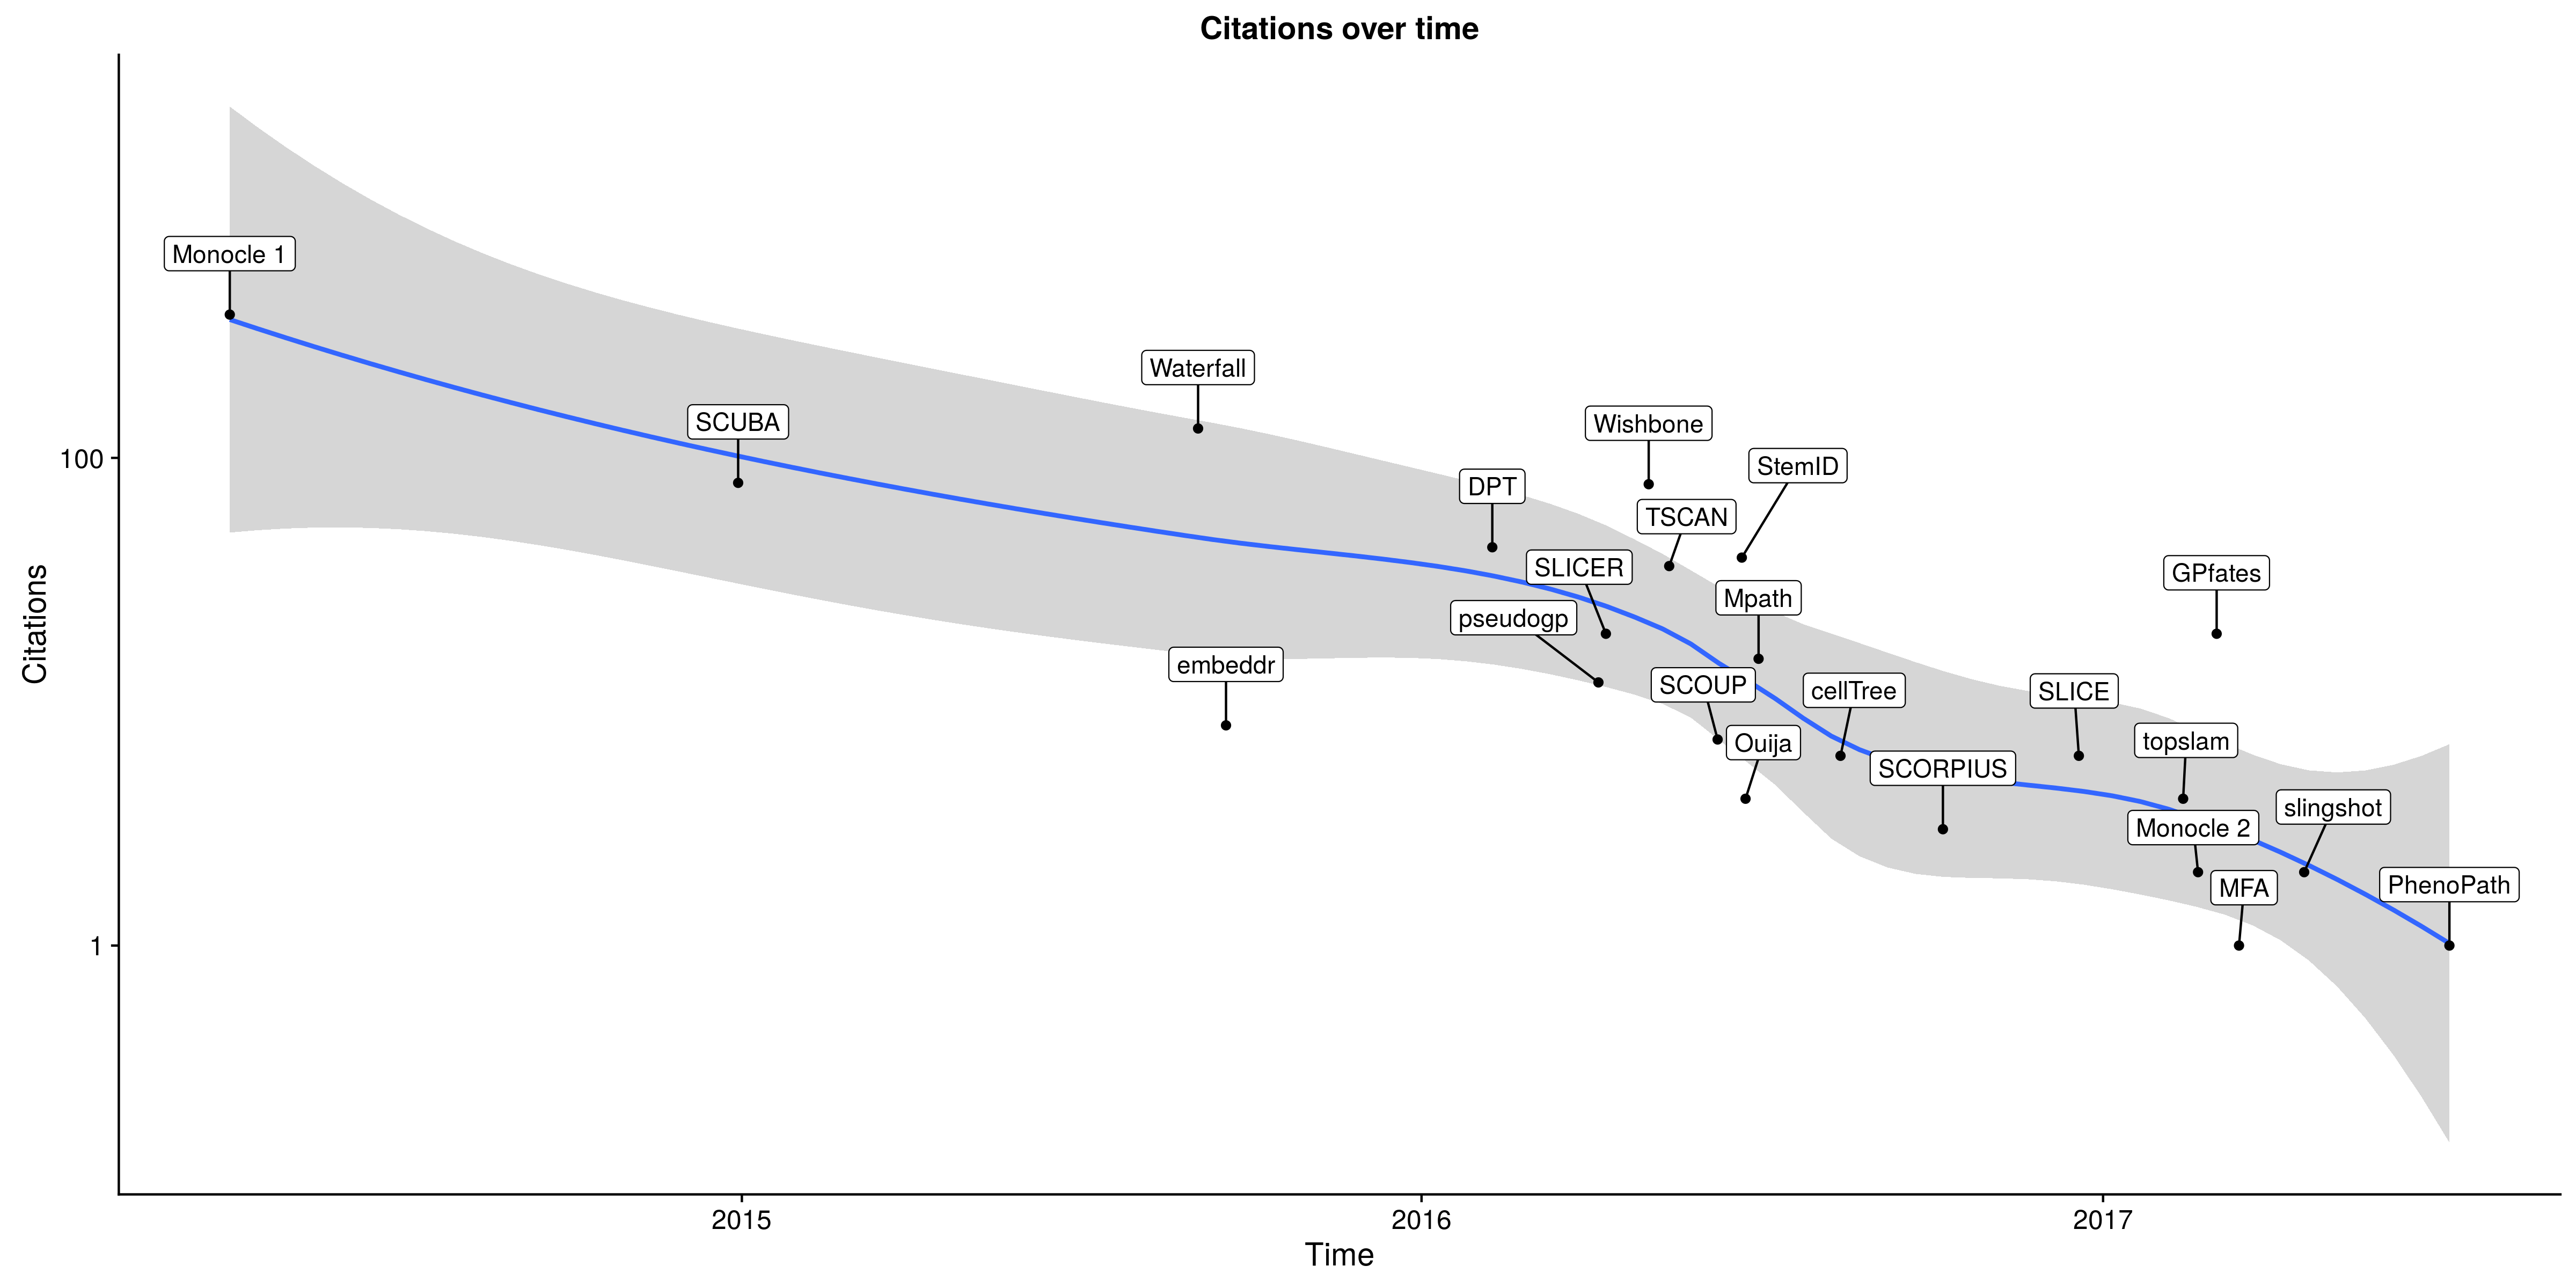 Citations over time
Monocle 1
Waterfall
SCUBA
Wishbone
StemID
100
DPT
TSCAN
SLICER
GPfates
Mpath
pseudogp
Citations
embeddr
SCOUP
cellTree
SLICE
Ouija
topslam
SCORPIUS
slingshot
Monocle 2
PhenoPath
MFA
1
2015
2016
2017
Time